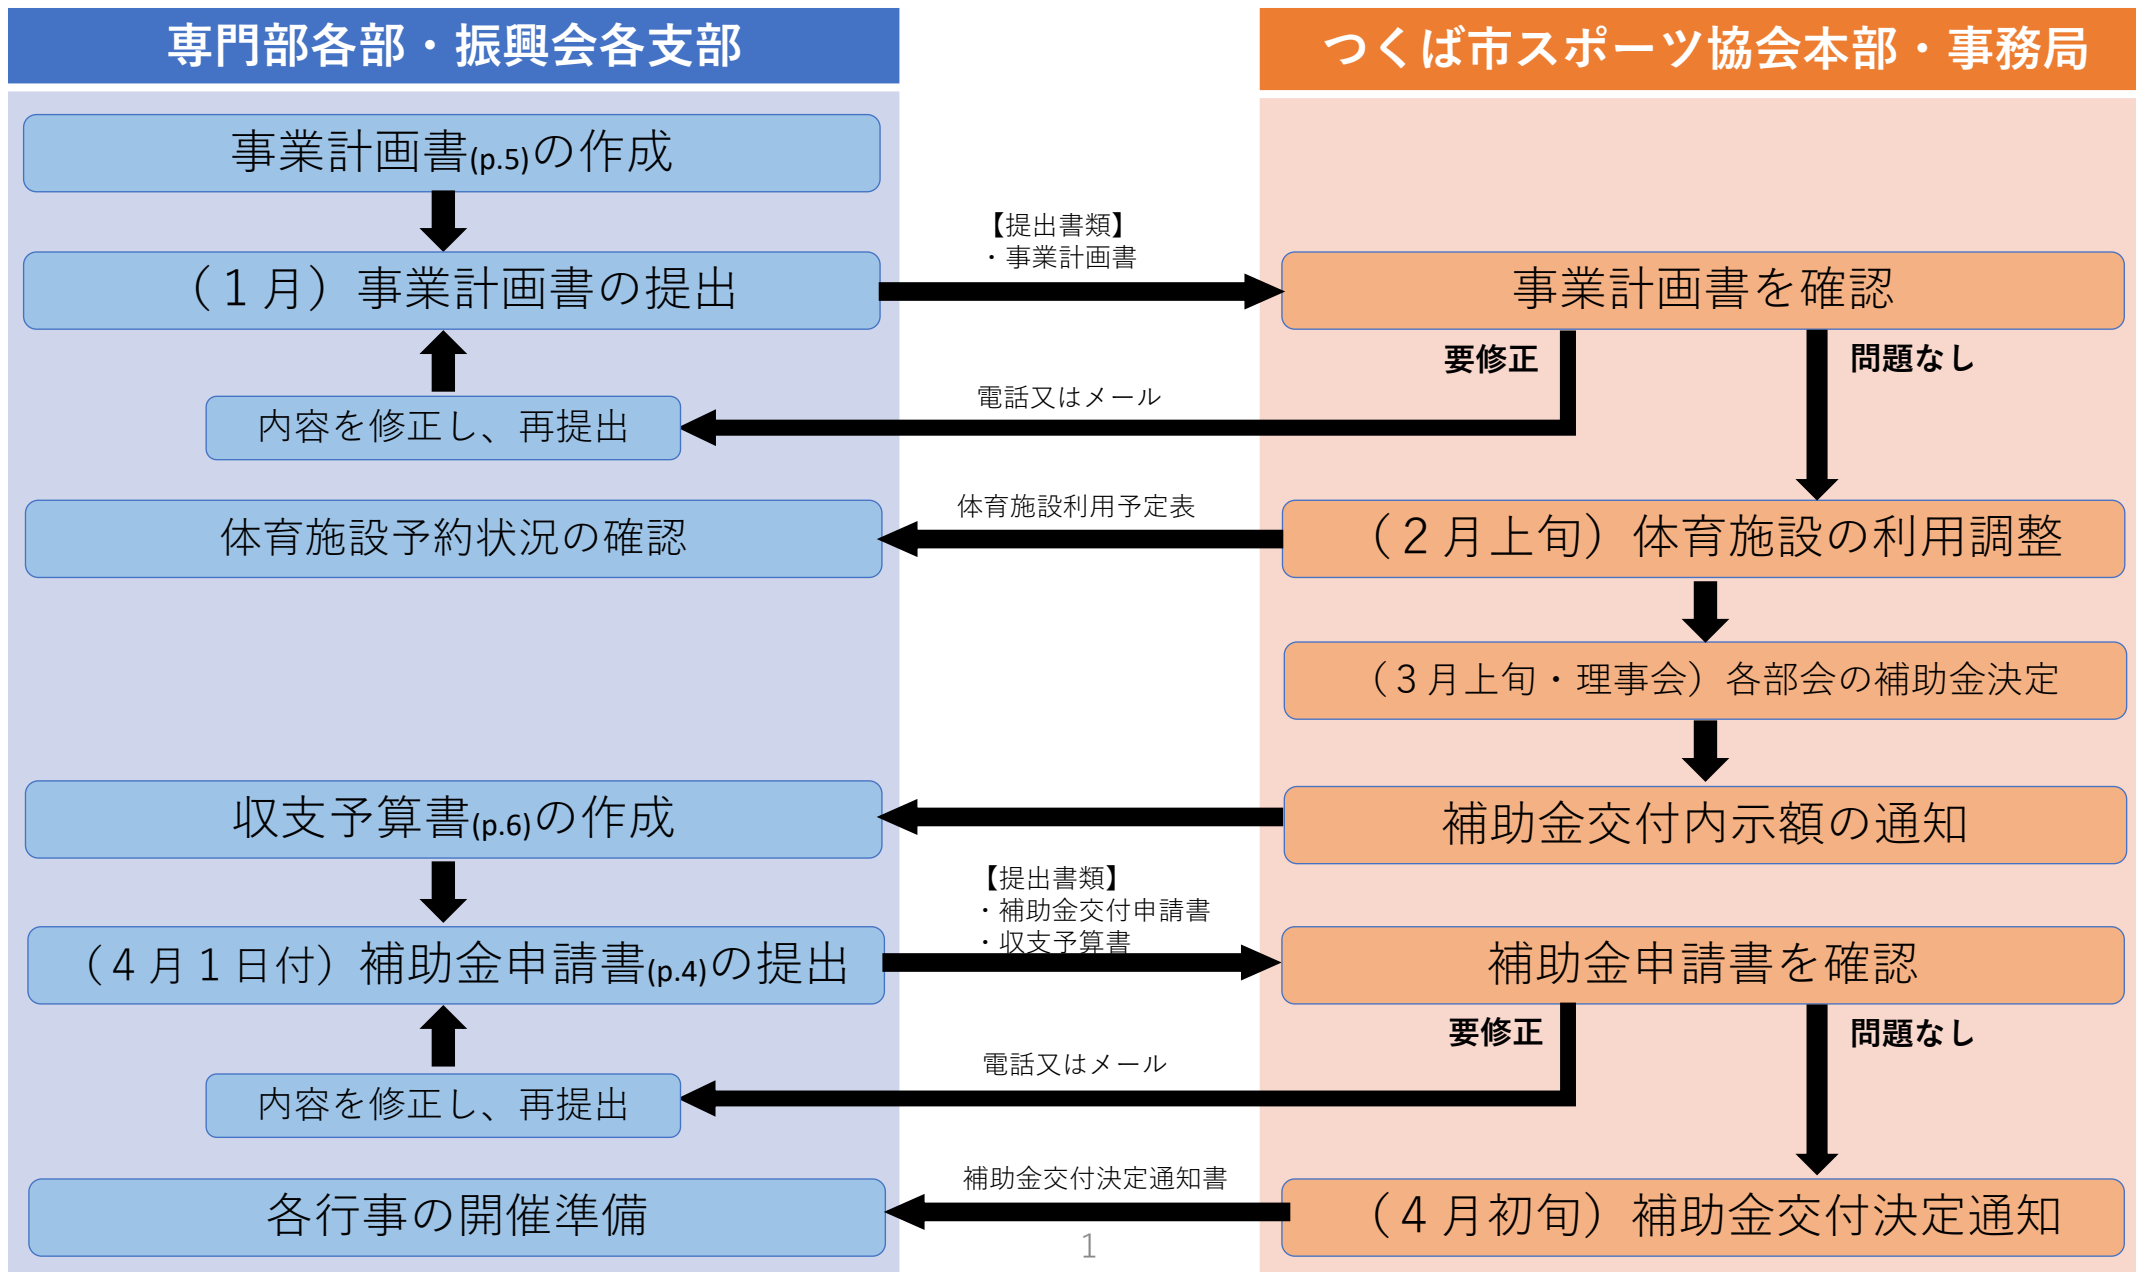 専門部各部・振興会各支部
つくば市スポーツ協会本部・事務局
事業計画書(p.5)の作成
(1月)事業計画書の提出
【提出書類】
・事業計画書
事業計画書を確認
要修正
問題なし
電話又はメール
内容を修正し、再提出
体育施設予約状況の確認
体育施設利用予定表
(2月上旬)体育施設の利用調整
(3月上旬・理事会)各部会の補助金決定
収支予算書(p.6)の作成
補助金交付内示額の通知
【提出書類】
・補助金交付申請書
・収支予算書
(4月1日付)補助金申請書(p.4)の提出
補助金申請書を確認
要修正
問題なし
電話又はメール
内容を修正し、再提出
補助金交付決定通知書
各行事の開催準備
(4月初旬)補助金交付決定通知
1